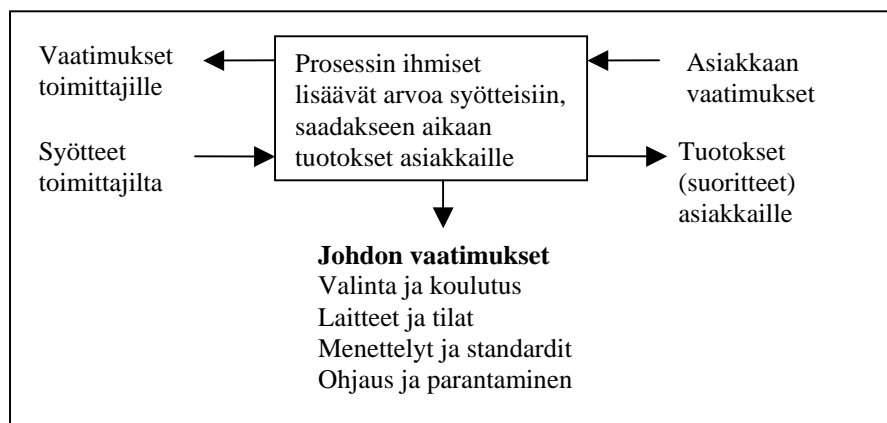 Vaatimukset
toimittajille
Syötteet
toimittajilta
Prosessin ihmiset
lisäävät arvoa syötteisiin,
saadakseen aikaan
tuotokset asiakkaille
Asiakkaan
vaatimukset
Tuotokset
(suoritteet)
asiakkaille
Johdon vaatimukset
Valinta ja koulutus
Laitteet ja tilat
Menettelyt ja standardit
Ohjaus ja parantaminen